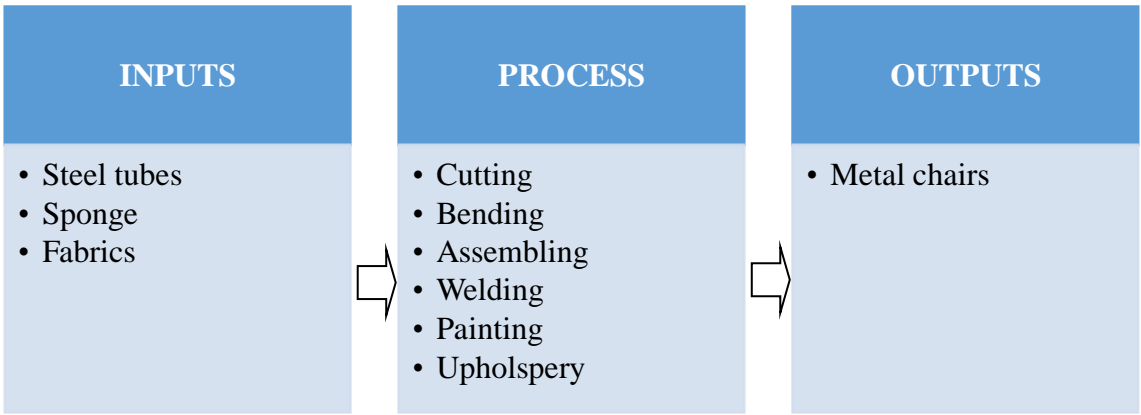 INPUTS
• Steel tubes
• Sponge
• Fabrics
PROCESS
• Cutting
• Bending
• Assembling
• Welding
• Painting
• Upholspery
OUTPUTS
• Metal chairs